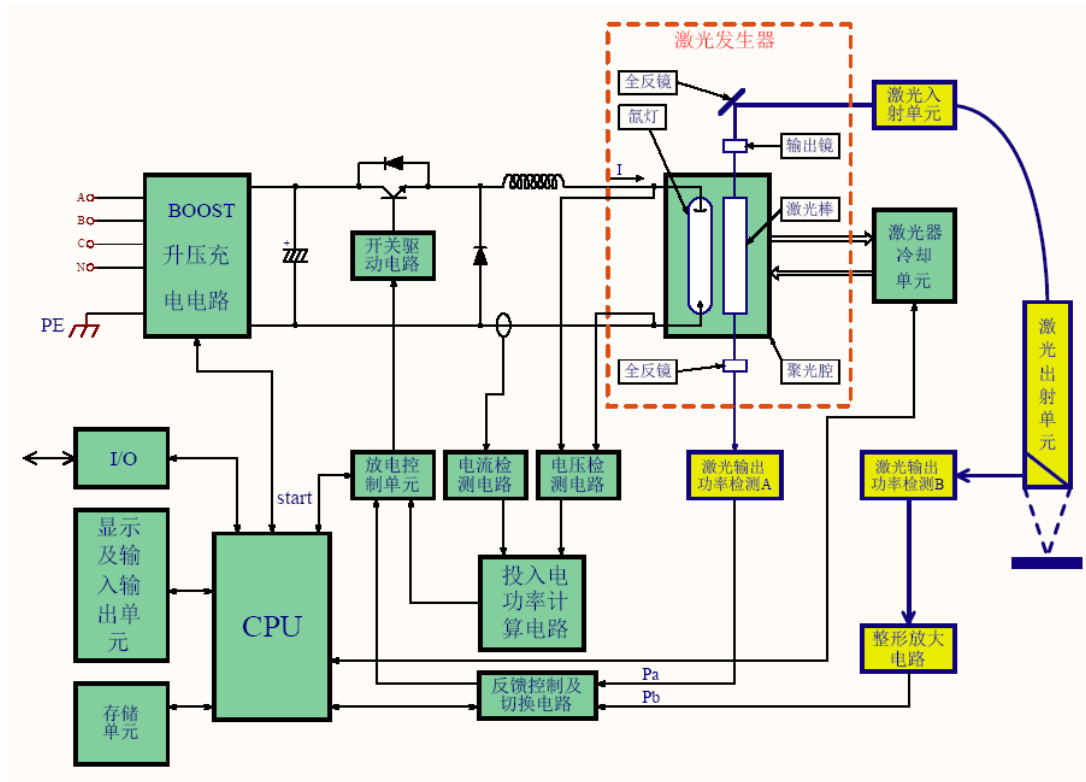 激光发生器
全反镜
氙灯
输出镜
激光入
射单元
I
A
B
C
N
PE
BOOST
升压充
电电路
开关驱
动电路
激光棒
激光器
冷却
单元
全反镜
聚光腔
激
光
出
射
单
元
I/O
start
放电控
制单元
电流检
测电路
电压检
测电路
激光输出
功率检测A
激光输出
功率检测B
显示
及输
入输
出单
元
CPU
投入电
功率计
算电路
整形放大
电路
存储
单元
反馈控制及
切换电路
Pa
Pb
+